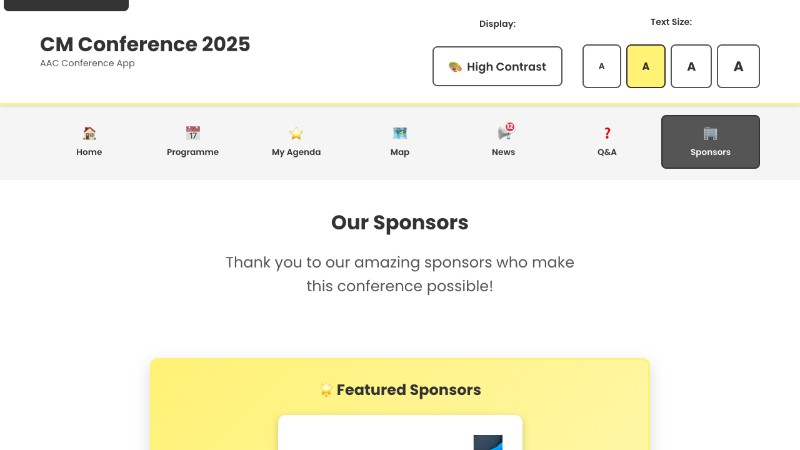 CM Conference 2025
AAC Conference App
Display:
High Contrast
Text Size:
A A A A
Home
Programme
My Agenda
Map
12
News
Q&A
Sponsors
Our Sponsors
Thank you to our amazing sponsors who make
this conference possible!
Featured Sponsors